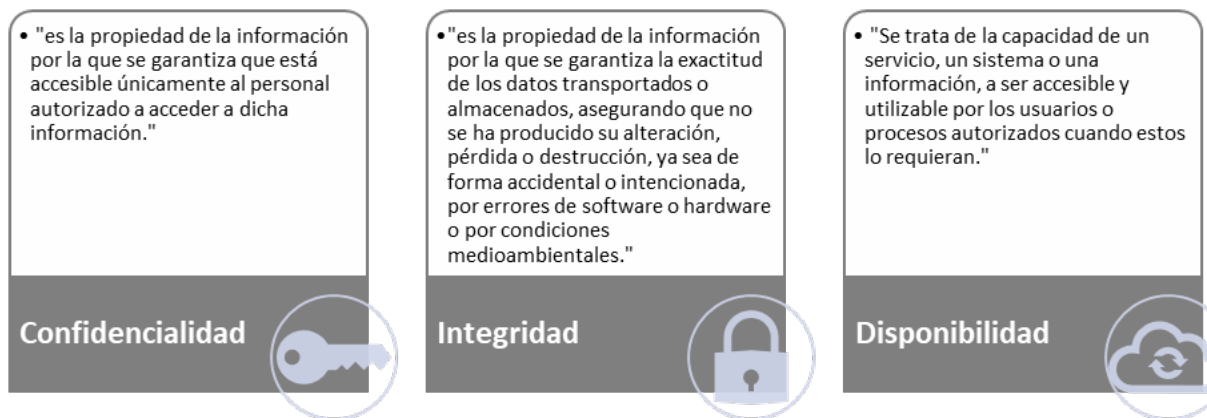 • "es la propiedad de la información
por la que se garantiza que está
accesible únicamente al personal
autorizado a acceder a dicha
información."
Confidencialidad
•"es la propiedad de la información
por la que se garantiza la exactitud
de los datos transportados o
almacenados, asegurando que no
se ha producido su alteración,
pérdida o destrucción, ya sea de
forma accidental o intencionada,
por errores de software o hardware
o por condiciones
medioambientales."
Integridad
• "Se trata de la capacidad de un
servicio, un sistema o una
información, a ser accesible y
utilizable por los usuarios o
procesos autorizados cuando estos
lo requieran."
Disponibilidad